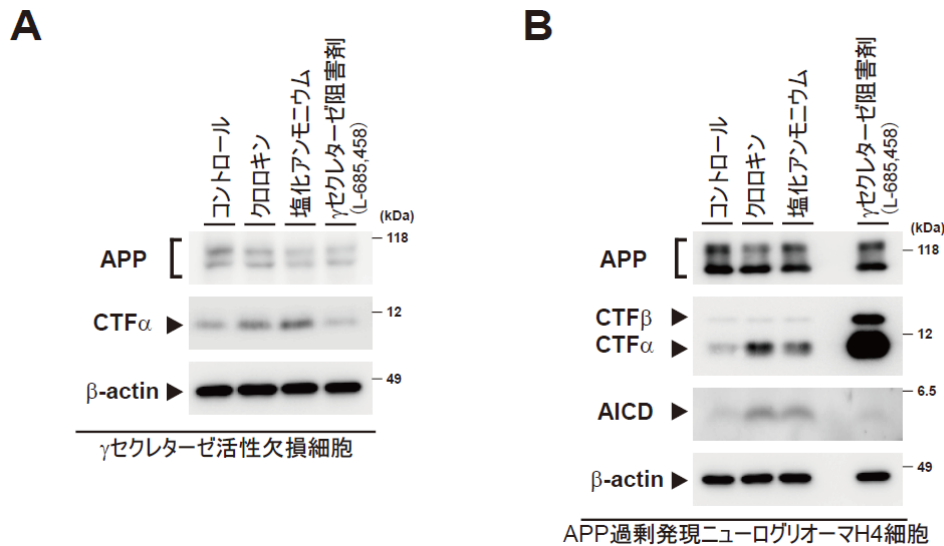 A
コントロール
クロロキン
塩化アンモニウム
γセクレターゼ阻害剤
(L-685,458)
(kDa)
APP
118
CTFα
12
β-actin
49
γセクレターゼ活性欠損細胞
B
コントロール
クロロキン
塩化アンモニウム
γセクレターゼ阻害剤
(L-685,458)
(kDa)
APP
118
CTFβ
CTFα
12
AICD
6.5
β-actin
49
APP過剰発現ニューログリオーマH4細胞